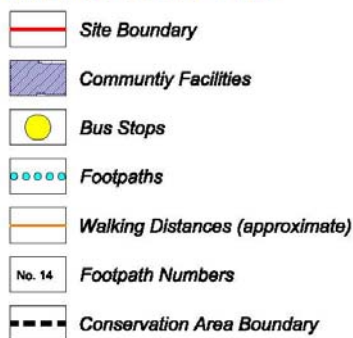 Site Boundary
Communtiy Facilities
Bus Stops
Footpaths
Walking Distances (approximate)
No. 14 Footpath Numbers
Conservation Area Boundary